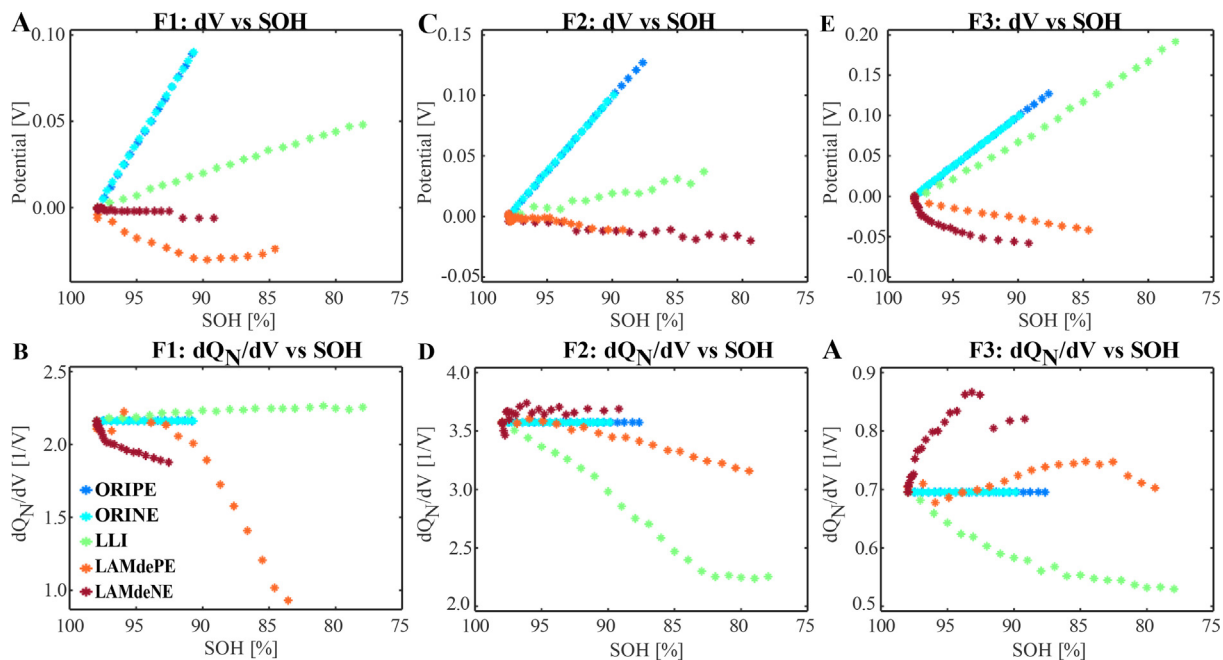 A
F1: dV vs SOH
Potential [V]
0.10
0.05
0.00
100
95
90
85
80
75
SOH [%]
C
F2: dV vs SOH
Potential [V]
0.15
0.10
0.05
0.00
-0.05
100
95
90
85
80
75
SOH [%]
E
F3: dV vs SOH
Potential [V]
0.20
0.15
0.10
0.05
0.00
-0.05
-0.10
100
95
90
85
80
75
SOH [%]
B
F1: dQN/dV vs SOH
dQN/dV [1/V]
2.5
2.0
1.5
1.0
ORIPE
ORINE
LLI
LAMdePE
LAMdeNE
100
95
90
85
80
75
SOH [%]
D
F2: dQN/dV vs SOH
dQN/dV [1/V]
4.0
3.5
3.0
2.5
2.0
100
95
90
85
80
75
SOH [%]
A
F3: dQN/dV vs SOH
dQN/dV [1/V]
0.9
0.8
0.7
0.6
0.5
100
95
90
85
80
75
SOH [%]